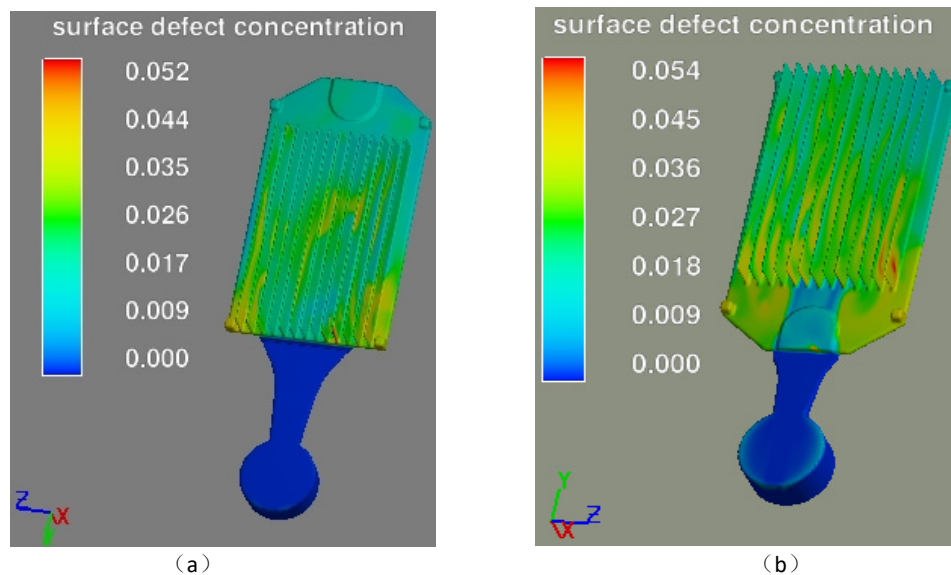 surface defect concentration
0.052
0.044
0.035
0.026
0.017
0.009
0.000
Z
X
(a)
surface defect concentration
0.054
0.045
0.036
0.027
0.018
0.009
0.000
Y
Z
X
(b)